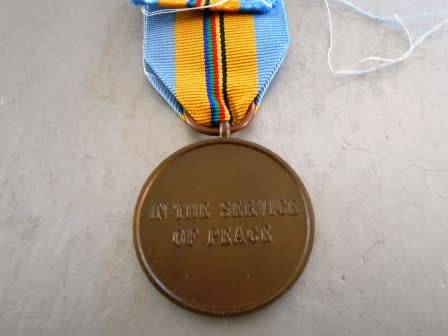 IN THE SERVICE
OF PEACE